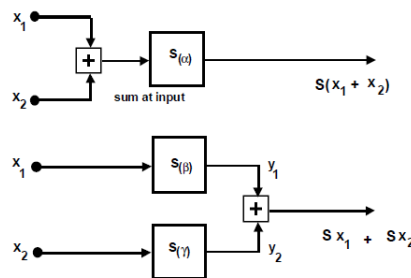 x₁
+
S(α)
x₂
sum at input
S(x₁ + x₂)
x₁
S(β)
y₁
+
S x₁ + S x₂
x₂
S(γ)
y₂